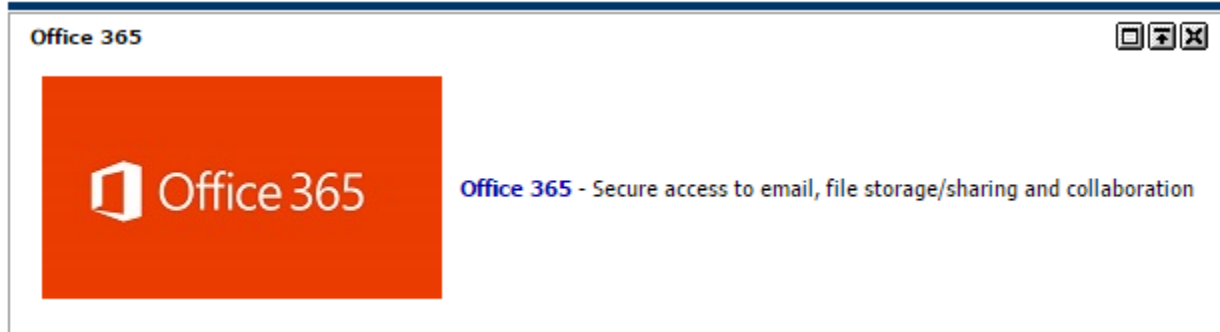 Office 365
Office 365
Office 365 - Secure access to email, file storage/sharing and collaboration